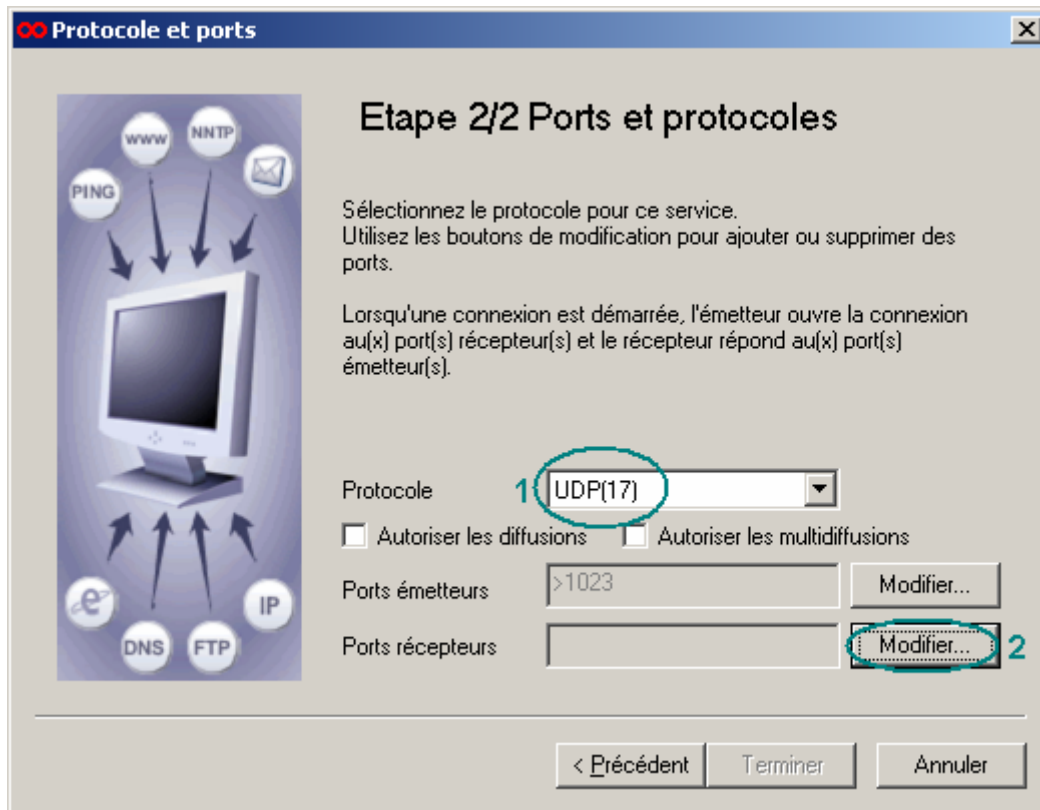 Protocole et ports
Etape 2/2 Ports et protocoles
www
NNTP
PING
Sélectionnez le protocole pour ce service.
Utilisez les boutons de modification pour ajouter ou supprimer des
ports.
Lorsqu'une connexion est démarrée, l'émetteur ouvre la connexion
au(x) port(s) récepteur(s) et le récepteur répond au(x) port(s)
émetteur(s).
Protocole 1 UDP(17)
Autoriser les diffusions Autoriser les multidiffusions
Ports émetteurs >1023 Modifier...
Ports récepteurs Modifier... 2
e
IP
DNS
FTP
< Précédent Terminer Annuler